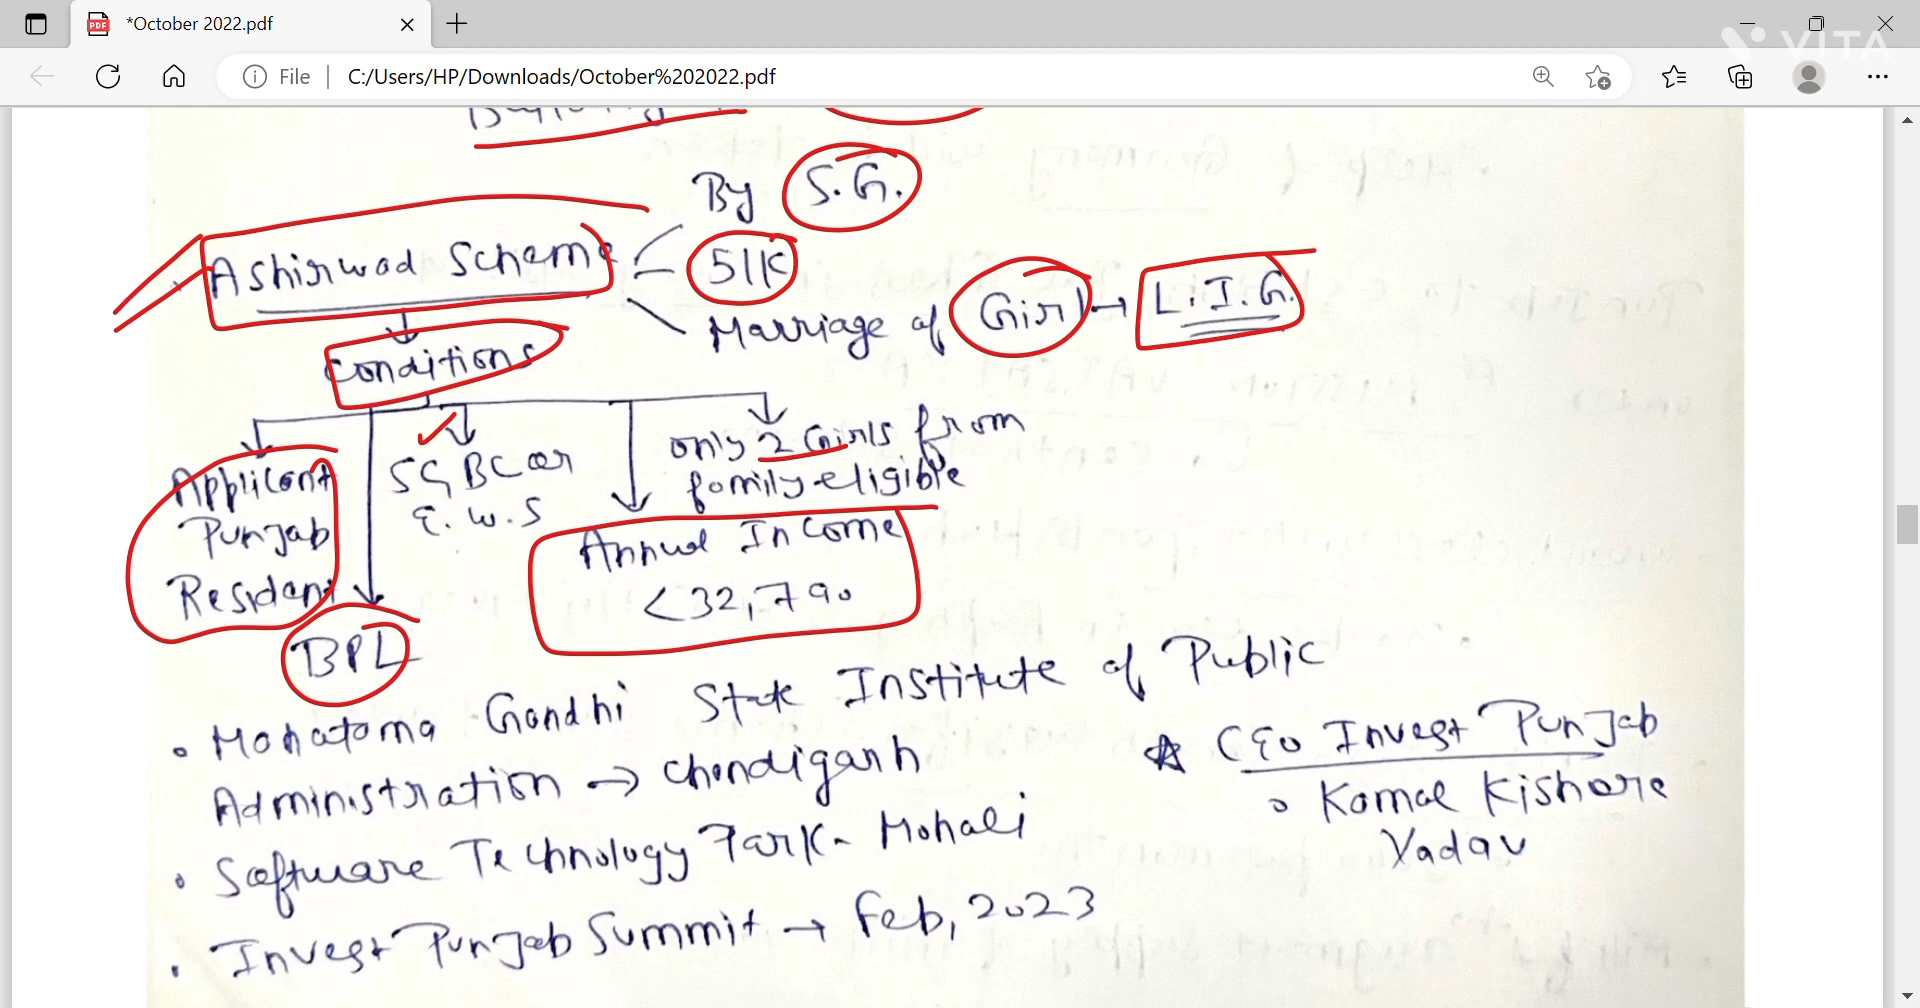 *October 2022.pdf
VITA
File
C:/Users/HP/Downloads/October%202022.pdf
By S.G.
Ashirwad Scheme
51K
Marriage of Girl → L.I.G.
Conditions
only 2 Girls from
family eligible
Applicant
Punjab
Resident
SC, BC or
E.W.S
Annual Income
<32,790
BPL
• Mahatama Gandhi State Institute of Public
Administration → Chandigarh
☆ CEO Invest Punjab
Kamal Kishore
Yadav
• Software Technology Park - Mohali
• Invest Punjab Summit → Feb, 2023